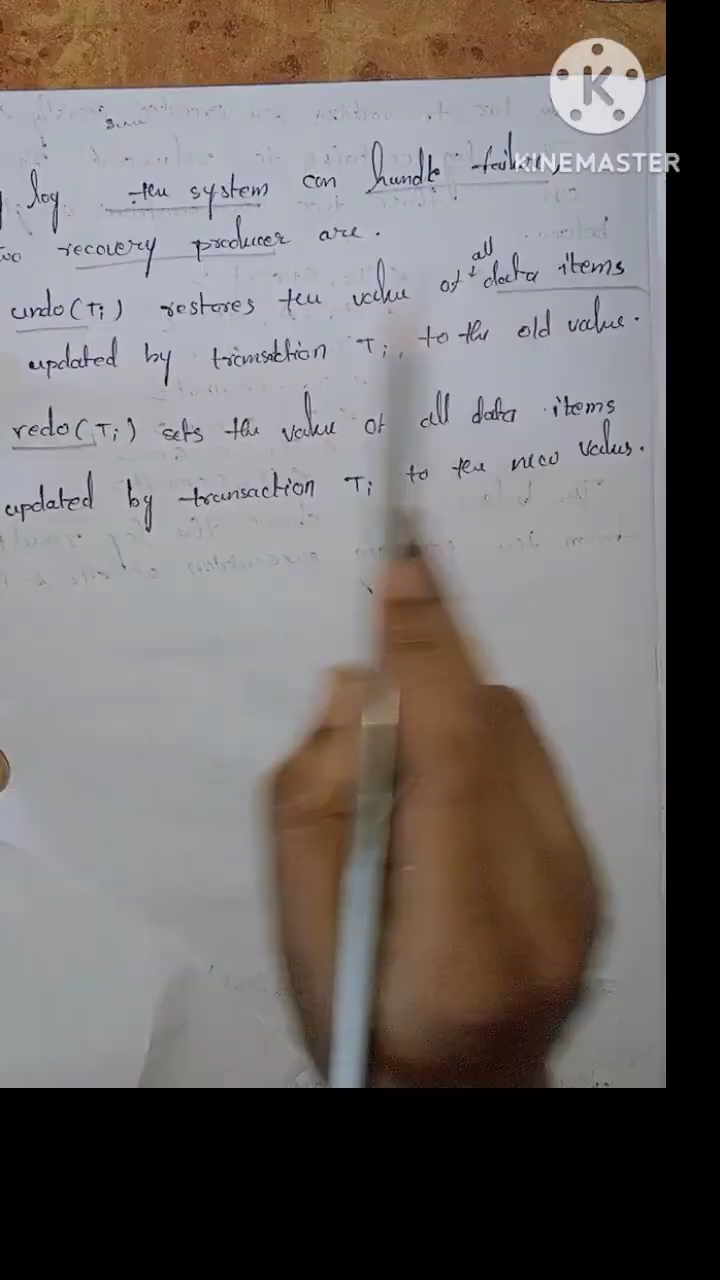 KINEMASTER
log the system can handle failure,
recovery producer are.
undo (Ti) restores the value of all data items
updated by transaction Ti, to the old value.
redo (Ti) sets the value of all data items
updated by transaction Ti to the new values.